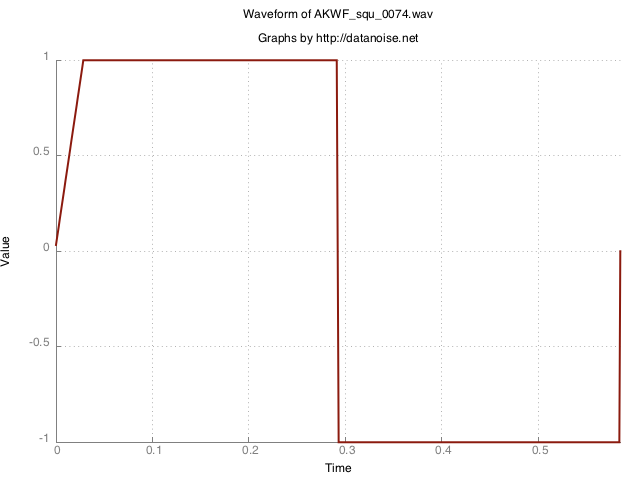 Waveform of AKWF_squ_0074.wav
Graphs by http://datanoise.net
1
0.5
0
-0.5
-1
Value
0 0.1 0.2 0.3 0.4 0.5
Time